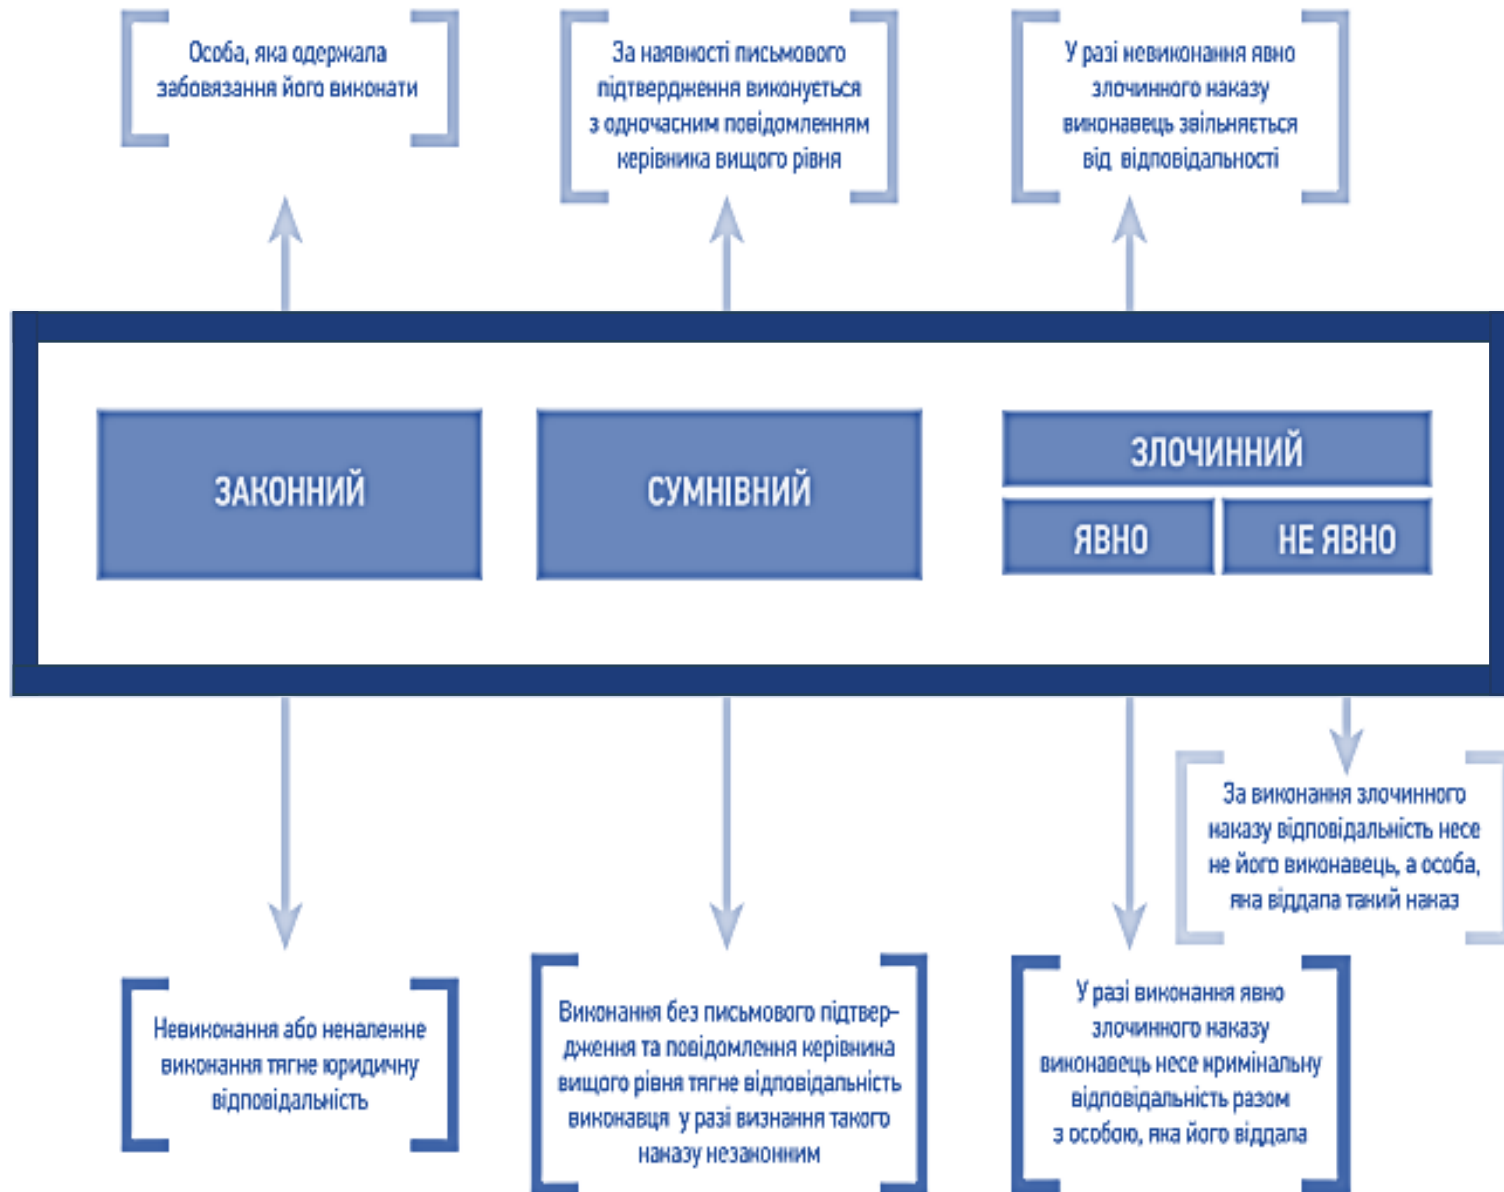 Особа, яка одержала
забовязання його виконати
За наявності письмового
підтвердження виконується
з одночасним повідомленням
керівника вищого рівня
У разі невиконання явно
злочинного наказу
виконавець звільняється
від відповідальності
ЗАКОННИЙ
СУМНІВНИЙ
ЗЛОЧИННИЙ
ЯВНО
НЕ ЯВНО
За виконання злочинного
наказу відповідальність несе
не його виконавець, а особа,
яка віддала такий наказ
Невиконання або неналежне
виконання тягне юридичну
відповідальність
Виконання без письмового підтвер-
дження та повідомлення керівника
вищого рівня тягне відповідальність
виконавця у разі визнання такого
наказу незаконним
У разі виконання явно
злочинного наказу
виконавець несе кримінальну
відповідальність разом
з особою, яка його віддала